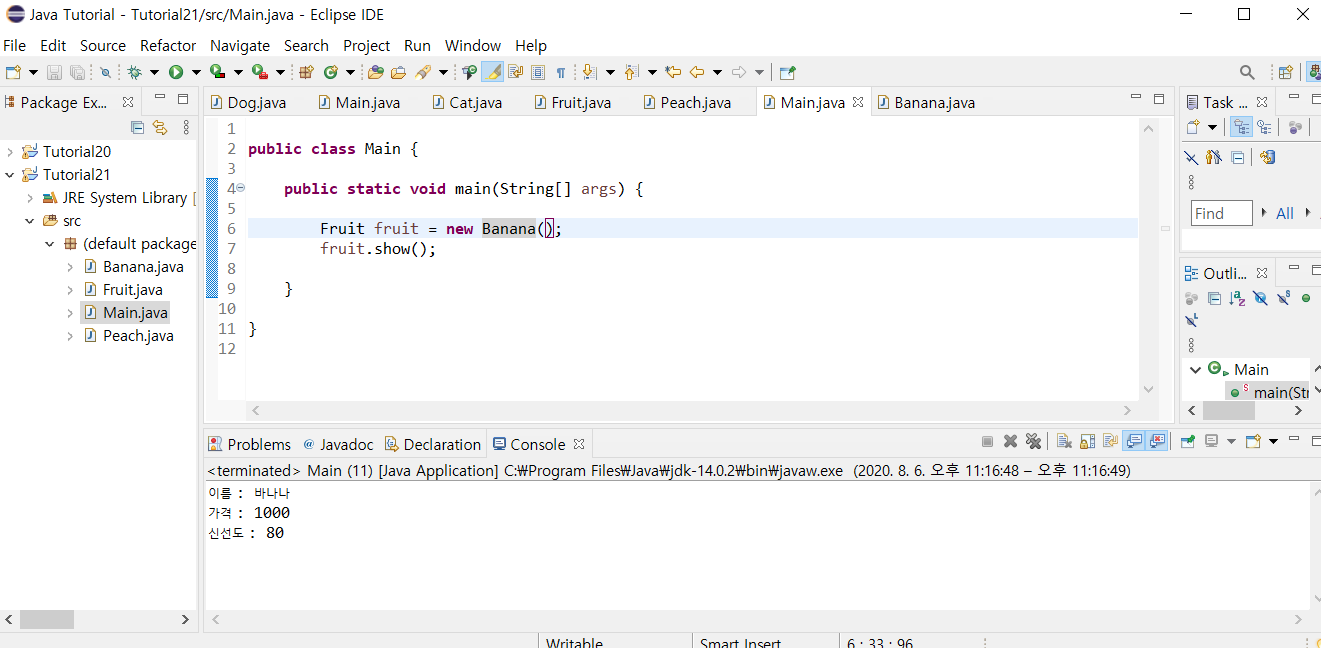 Java Tutorial - Tutorial21/src/Main.java - Eclipse IDE
File Edit Source Refactor Navigate Search Project Run Window Help
Package Ex...
Dog.java Main.java Cat.java Fruit.java Peach.java Main.java Banana.java
Task ...
Tutorial20
Tutorial21
JRE System Library [
src
(default package
Banana.java
Fruit.java
Main.java
Peach.java
1
2 public class Main {
3
4 public static void main(String[] args) {
5
6 Fruit fruit = new Banana();
7 fruit.show();
8
9 }
10
11 }
12
Find All
Outli...
Main
main(Str
Problems Javadoc Declaration Console
<terminated> Main (11) [Java Application] C:₩Program Files₩Java₩jdk-14.0.2₩bin₩javaw.exe (2020. 8. 6. 오후 11:16:48 – 오후 11:16:49)
이름 : 바나나
가격 : 1000
신선도 : 80
Writable Smart Insert 6 : 33 : 96